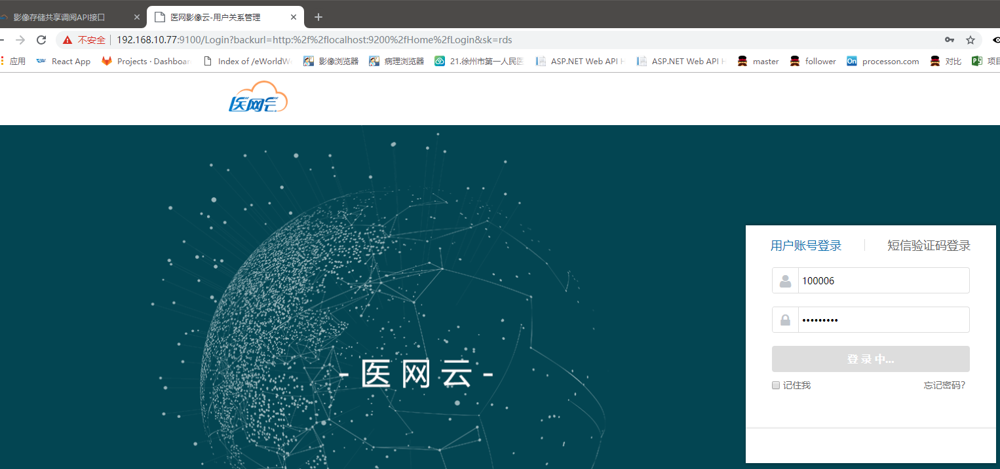 影像存储共享调阅API接口
医网影像云-用户关系管理
不安全 192.168.10.77:9100/Login?backurl=http:%2f%2flocalhost:9200%2fHome%2fLogin&sk=rds
应用 React App Projects · Dashboar Index of /eWorldW 影像浏览器 病理浏览器 21.徐州市第一人民医 ASP.NET Web API ASP.NET Web API master On processon.com follower 对比 项目
医网云
用户账号登录 短信验证码登录
100006
登 录 中...
记住我 忘记密码?
- 医 网 云 -